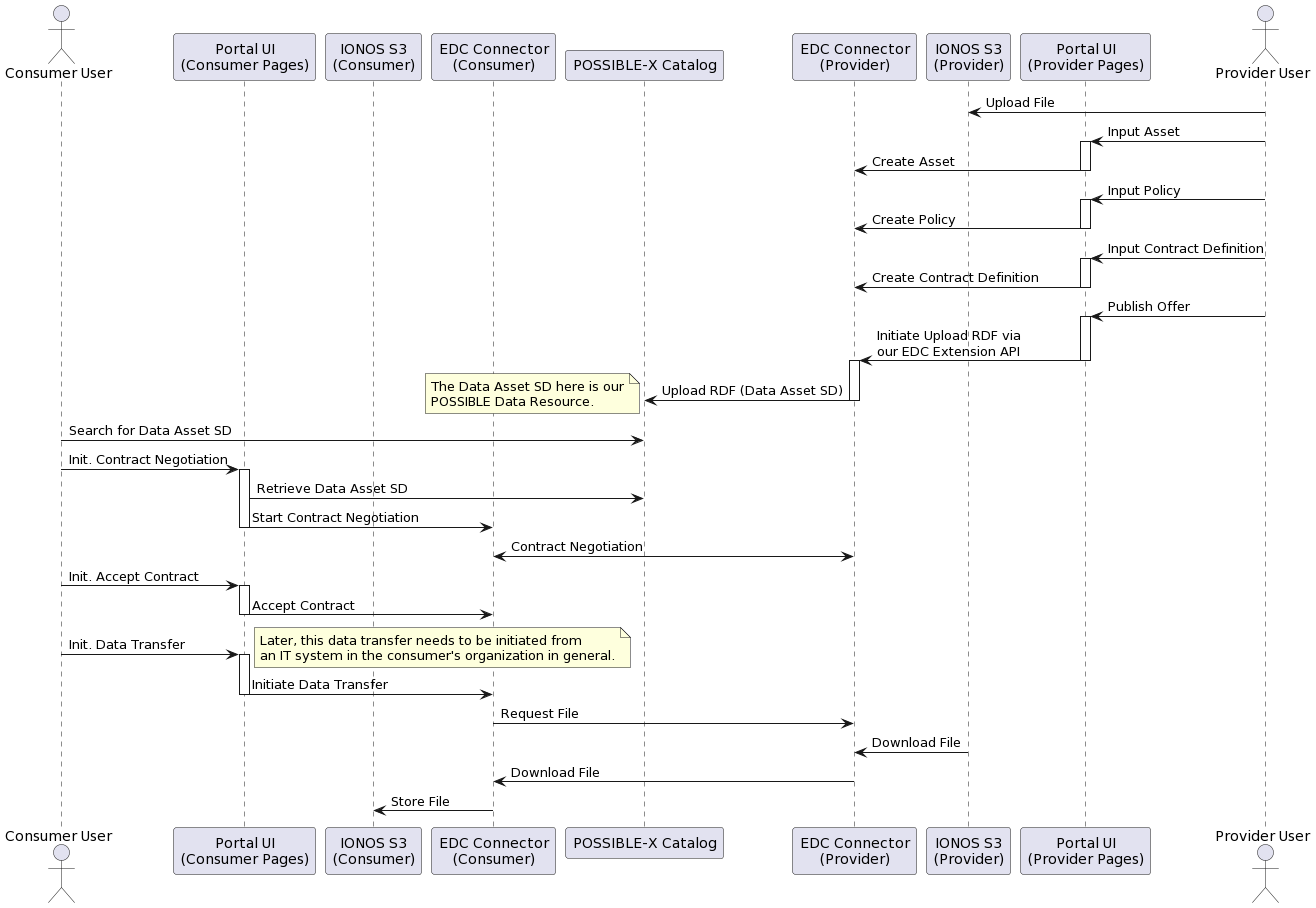 Consumer User
Portal UI
(Consumer Pages)
IONOS S3
(Consumer)
EDC Connector
(Consumer)
POSSIBLE-X Catalog
EDC Connector
(Provider)
IONOS S3
(Provider)
Portal UI
(Provider Pages)
Provider User
Upload File
Input Asset
Create Asset
Input Policy
Create Policy
Input Contract Definition
Create Contract Definition
Publish Offer
Initiate Upload RDF via
our EDC Extension API
The Data Asset SD here is our
POSSIBLE Data Resource.
Upload RDF (Data Asset SD)
Search for Data Asset SD
Init. Contract Negotiation
Retrieve Data Asset SD
Start Contract Negotiation
Contract Negotiation
Init. Accept Contract
Accept Contract
Init. Data Transfer
Later, this data transfer needs to be initiated from
an IT system in the consumer's organization in general.
Initiate Data Transfer
Request File
Download File
Download File
Store File
Consumer User
Portal UI
(Consumer Pages)
IONOS S3
(Consumer)
EDC Connector
(Consumer)
POSSIBLE-X Catalog
EDC Connector
(Provider)
IONOS S3
(Provider)
Portal UI
(Provider Pages)
Provider User